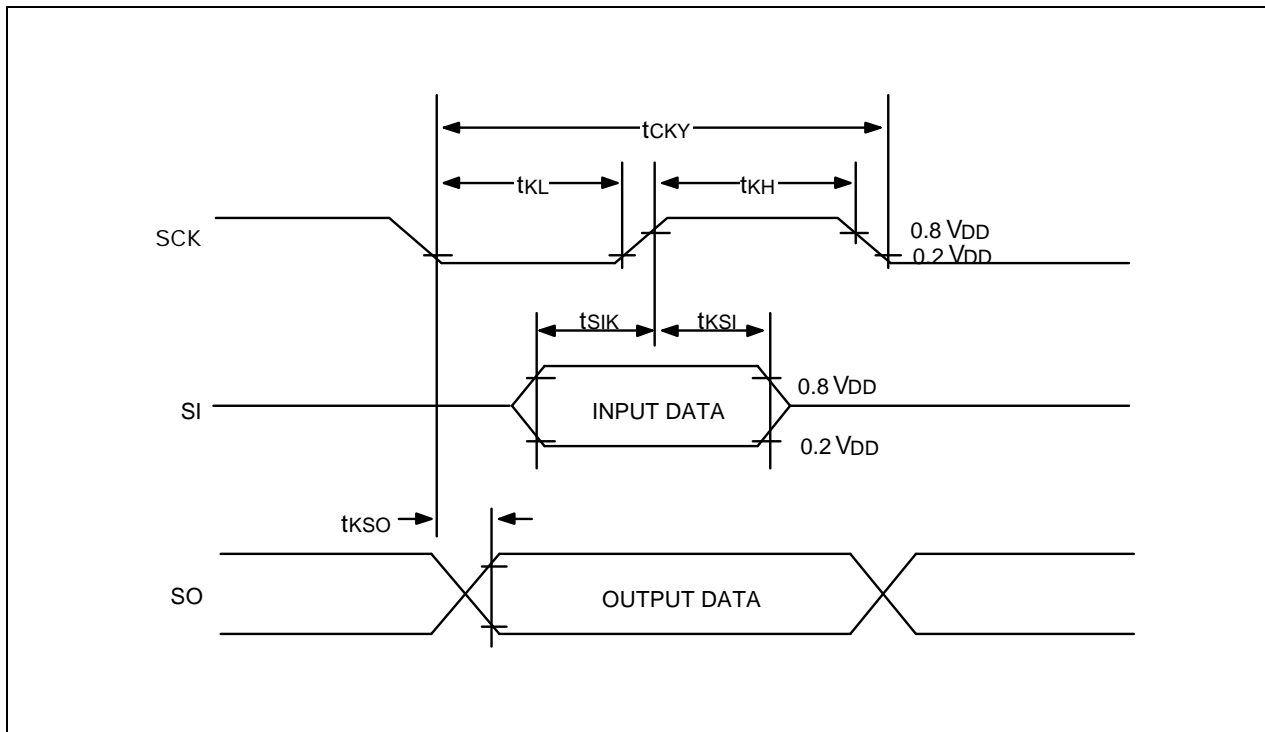 tCKY
tKL
tKH
SCK
0.8 VDD
0.2 VDD
tSIK
tKSI
0.8 VDD
SI
INPUT DATA
0.2 VDD
tKSO
SO
OUTPUT DATA